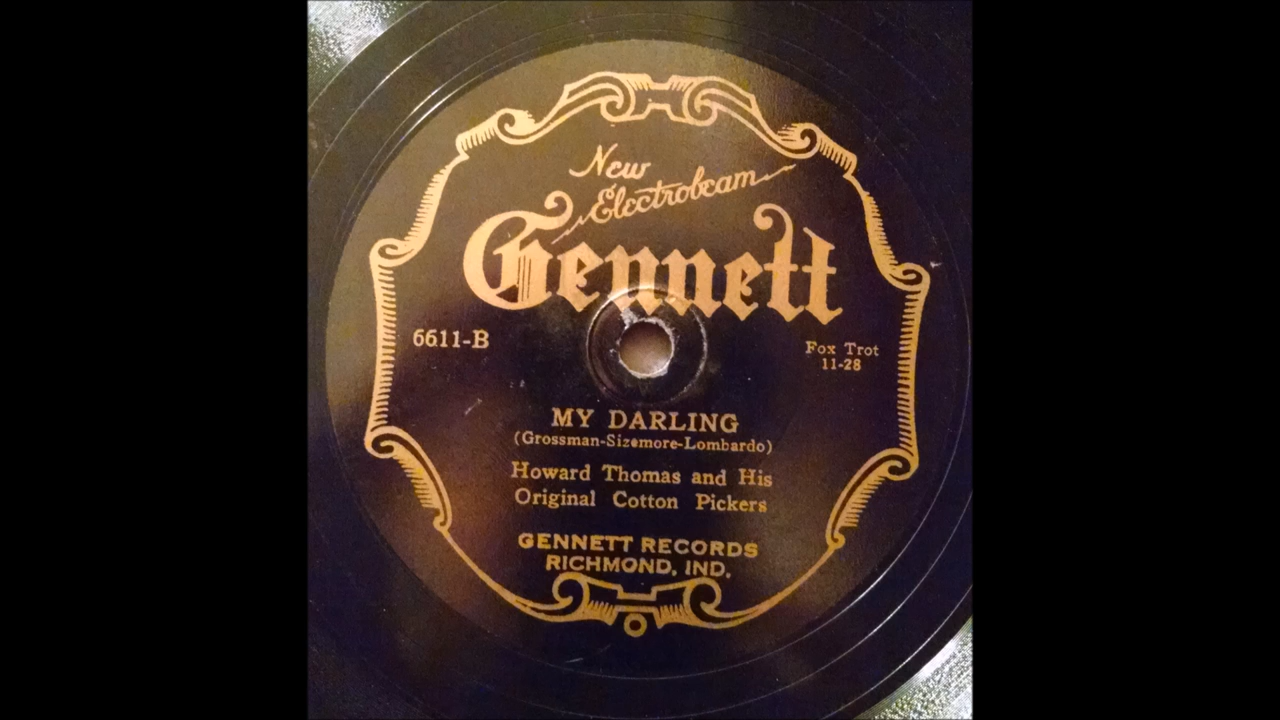 New
Electrobeam
Gennett
6611-B
Fox Trot
11-28
MY DARLING
(Grossman-Sizemore-Lombardo)
Howard Thomas and His
Original Cotton Pickers
GENNETT RECORDS
RICHMOND, IND.